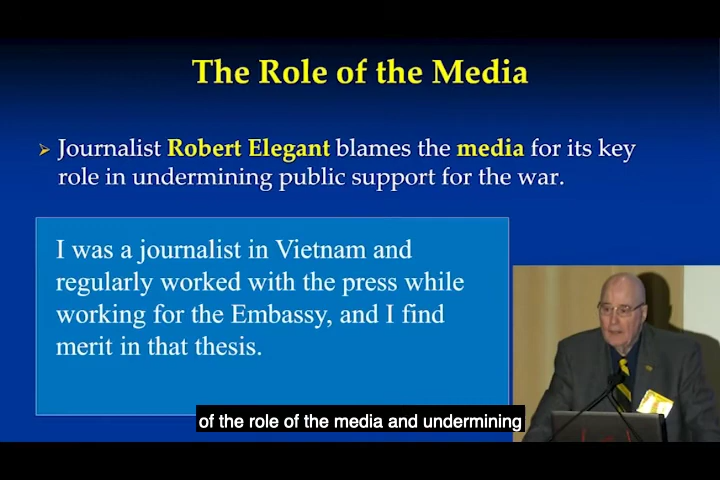 The Role of the Media
➢ Journalist Robert Elegant blames the media for its key
role in undermining public support for the war.
I was a journalist in Vietnam and
regularly worked with the press while
working for the Embassy, and I find
merit in that thesis.
of the role of the media and undermining